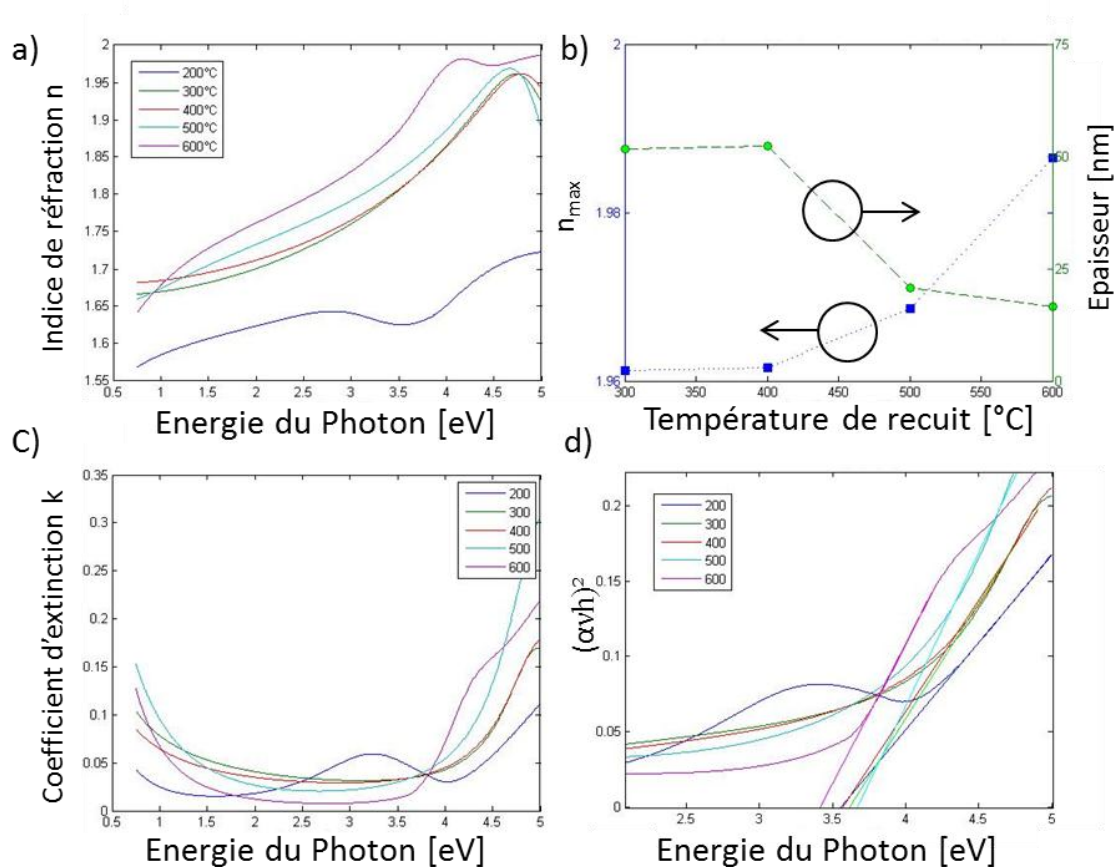 a)
Indice de réfraction n
2
1.95
1.9
1.85
1.8
1.75
1.7
1.65
1.6
1.55
200°C
300°C
400°C
500°C
600°C
0.5 1 1.5 2 2.5 3 3.5 4 4.5 5
Energie du Photon [eV]
b)
n max
2
1.98
1.96
75
50
25
0
Epaisseur [nm]
300 350 400 450 500 550 600
Température de recuit [°C]
C)
Coefficient d'extinction k
0.35
0.3
0.25
0.2
0.15
0.1
0.05
0
200
300
400
500
600
0.5 1 1.5 2 2.5 3 3.5 4 4.5 5
Energie du Photon [eV]
d)
(ανh)²
0.2
0.15
0.1
0.05
0
200
300
400
500
600
2.5 3 3.5 4 4.5 5
Energie du Photon [eV]